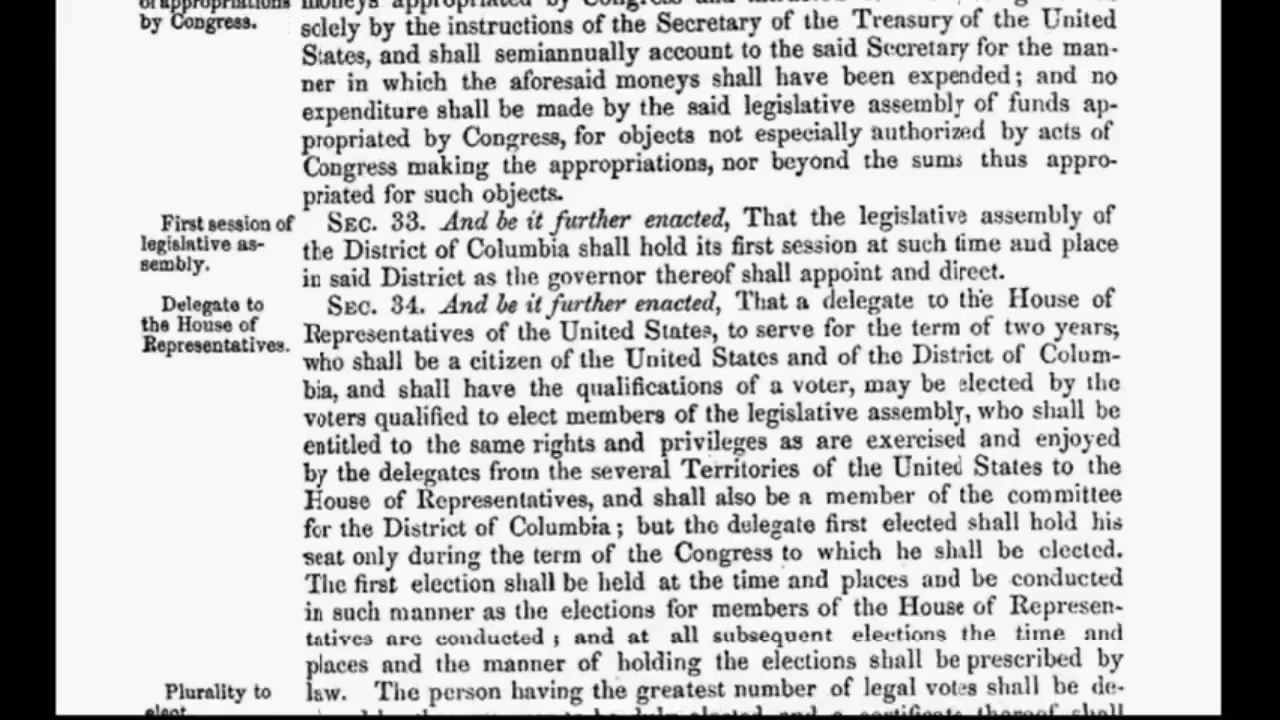 of appropriations
by Congress.
moneys appropriated by Congress and
solely by the instructions of the Secretary of the Treasury of the United
States, and shall semiannually account to the said Secretary for the man-
ner in which the aforesaid moneys shall have been expended; and no
expenditure shall be made by the said legislative assembly of funds ap-
propriated by Congress, for objects not especially authorized by acts of
Congress making the appropriations, nor beyond the sums thus appro-
priated for such objects.
First session of
legislative as-
sembly.
SEC. 33. And be it further enacted, That the legislative assembly of
the District of Columbia shall hold its first session at such time and place
in said District as the governor thereof shall appoint and direct.
Delegate to
the House of
Representatives.
SEC. 34. And be it further enacted, That a delegate to the House of
Representatives of the United States, to serve for the term of two years;
who shall be a citizen of the United States and of the District of Colum-
bia, and shall have the qualifications of a voter, may be elected by the
voters qualified to elect members of the legislative assembly, who shall be
entitled to the same rights and privileges as are exercised and enjoyed
by the delegates from the several Territories of the United States to the
House of Representatives, and shall also be a member of the committee
for the District of Columbia; but the delegate first elected shall hold his
seat only during the term of the Congress to which he shall be elected.
The first election shall be held at the time and places and be conducted
in such manner as the elections for members of the House of Represen-
tatives are conducted; and at all subsequent elections the time and
places and the manner of holding the elections shall be prescribed by
Plurality to
elect
law. The person having the greatest number of legal votes shall be de-
elected and a certificate thereof shall